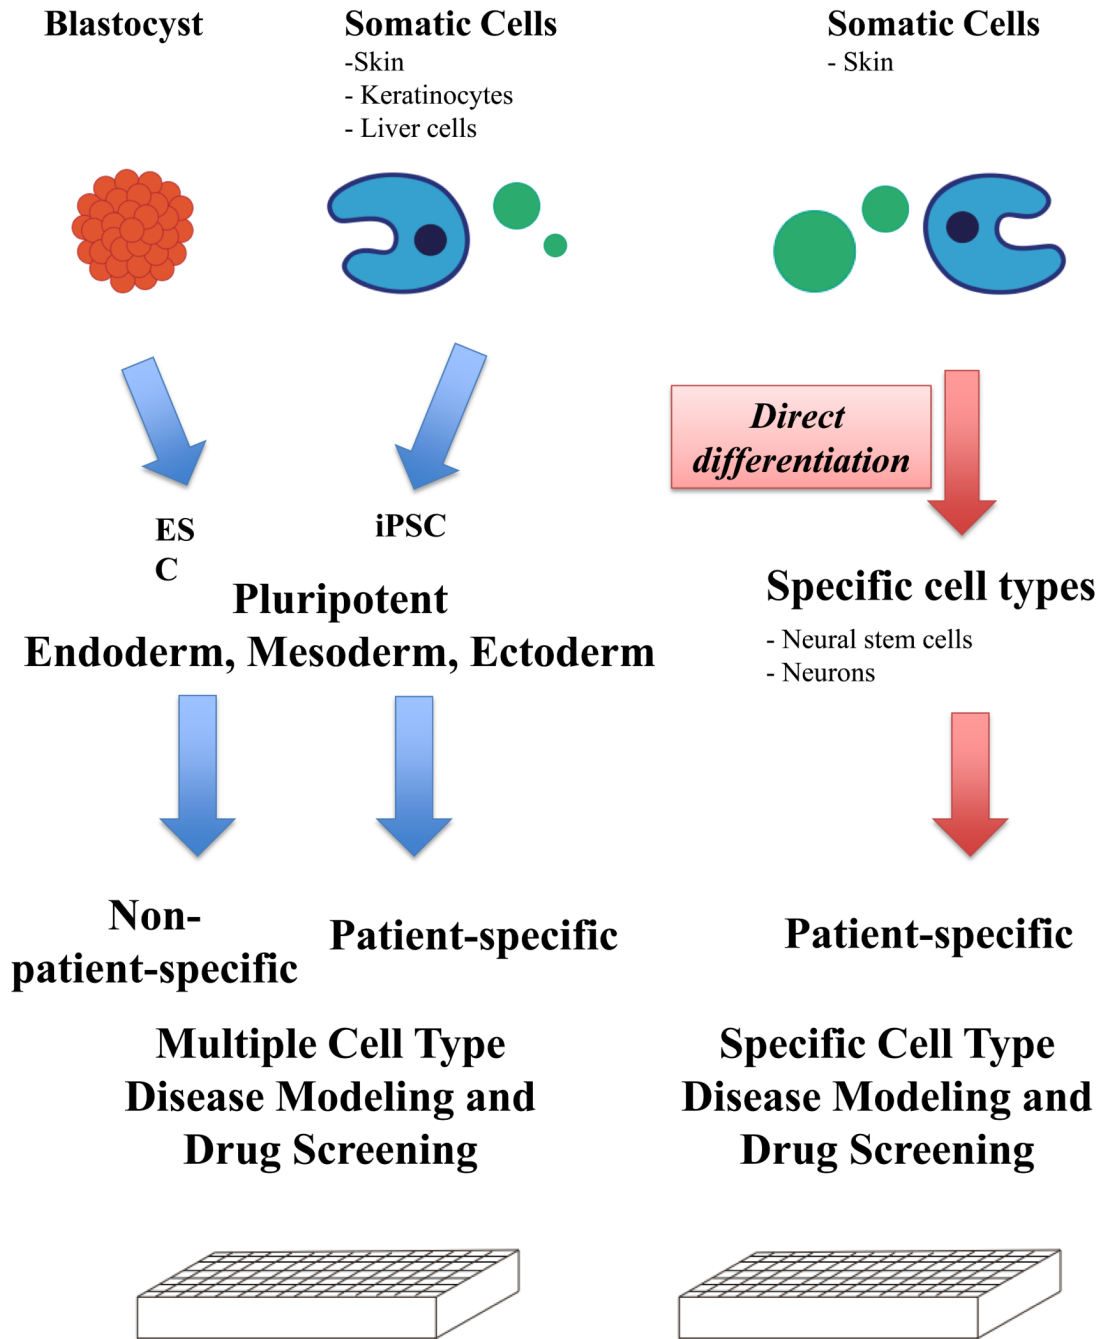 Blastocyst
Somatic Cells
-Skin
- Keratinocytes
- Liver cells
Somatic Cells
- Skin
Direct
differentiation
ES
C
iPSC
Pluripotent
Endoderm, Mesoderm, Ectoderm
Specific cell types
- Neural stem cells
- Neurons
Non-
patient-specific
Patient-specific
Patient-specific
Multiple Cell Type
Disease Modeling and
Drug Screening
Specific Cell Type
Disease Modeling and
Drug Screening